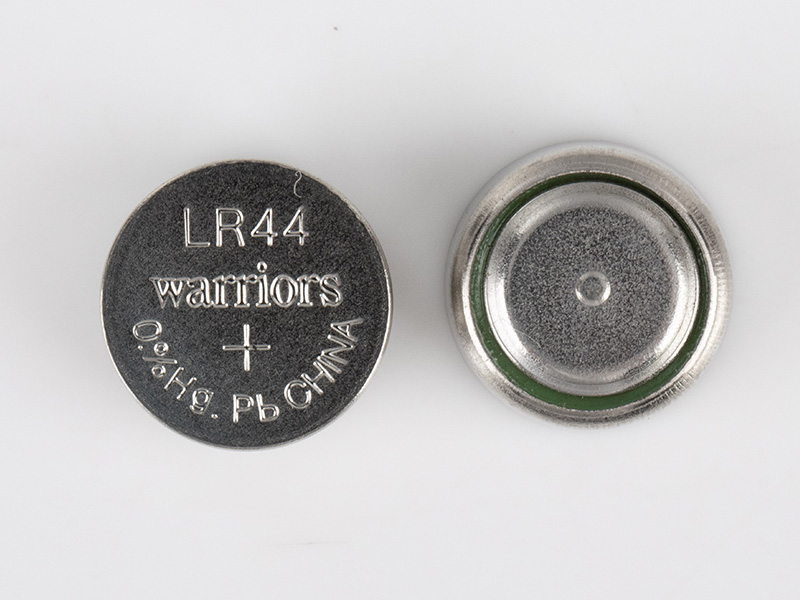 LR44
warriors
+
0.%Hg. Pb CHINA